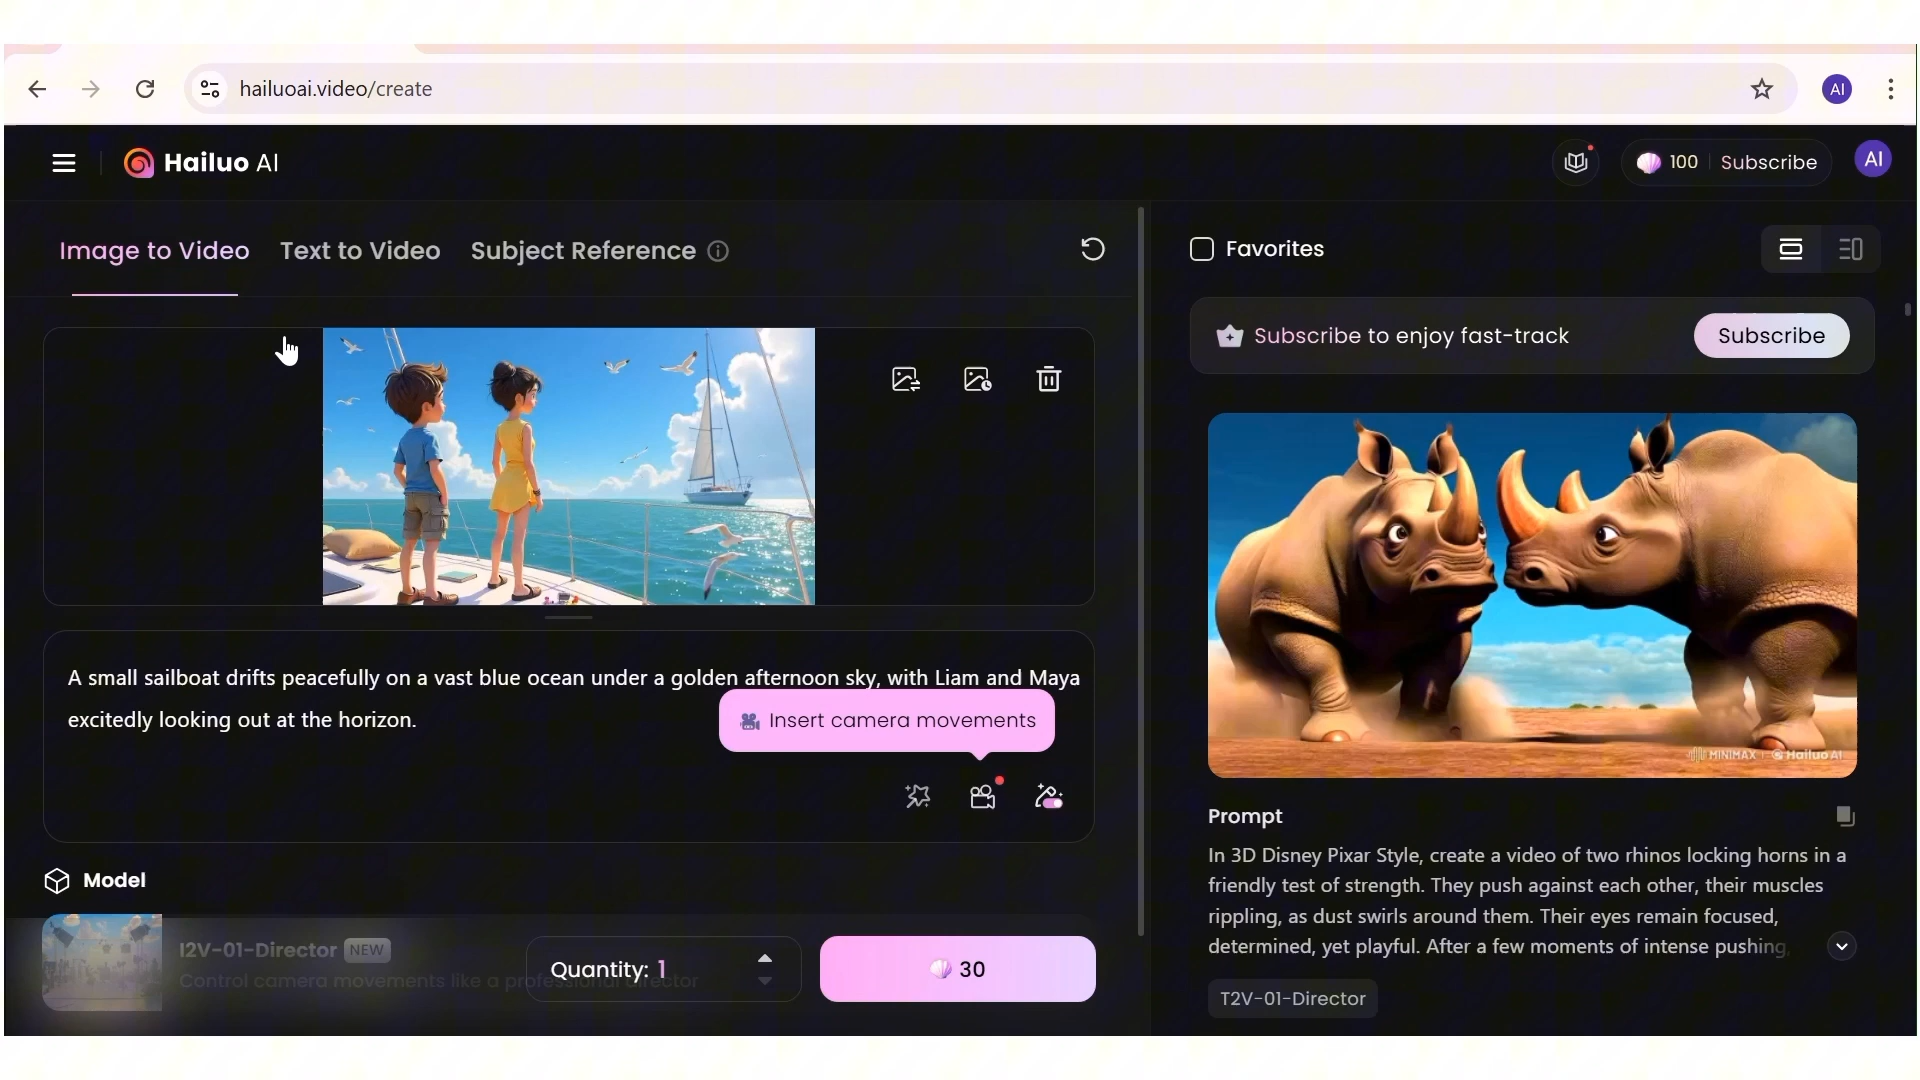 hailuoai.video/create
AI
Hailuo AI
100
Subscribe
AI
Image to Video
Text to Video
Subject Reference
A small sailboat drifts peacefully on a vast blue ocean under a golden afternoon sky, with Liam and Maya
excitedly looking out at the horizon.
Insert camera movements
Model
I2V-01-Director NEW
Control camera movements like a professional director
Quantity: 1
30
Favorites
Subscribe to enjoy fast-track
Subscribe
MINIMAX | Hailuo AI
Prompt
In 3D Disney Pixar Style, create a video of two rhinos locking horns in a
friendly test of strength. They push against each other, their muscles
rippling, as dust swirls around them. Their eyes remain focused,
determined, yet playful. After a few moments of intense pushing,
T2V-01-Director